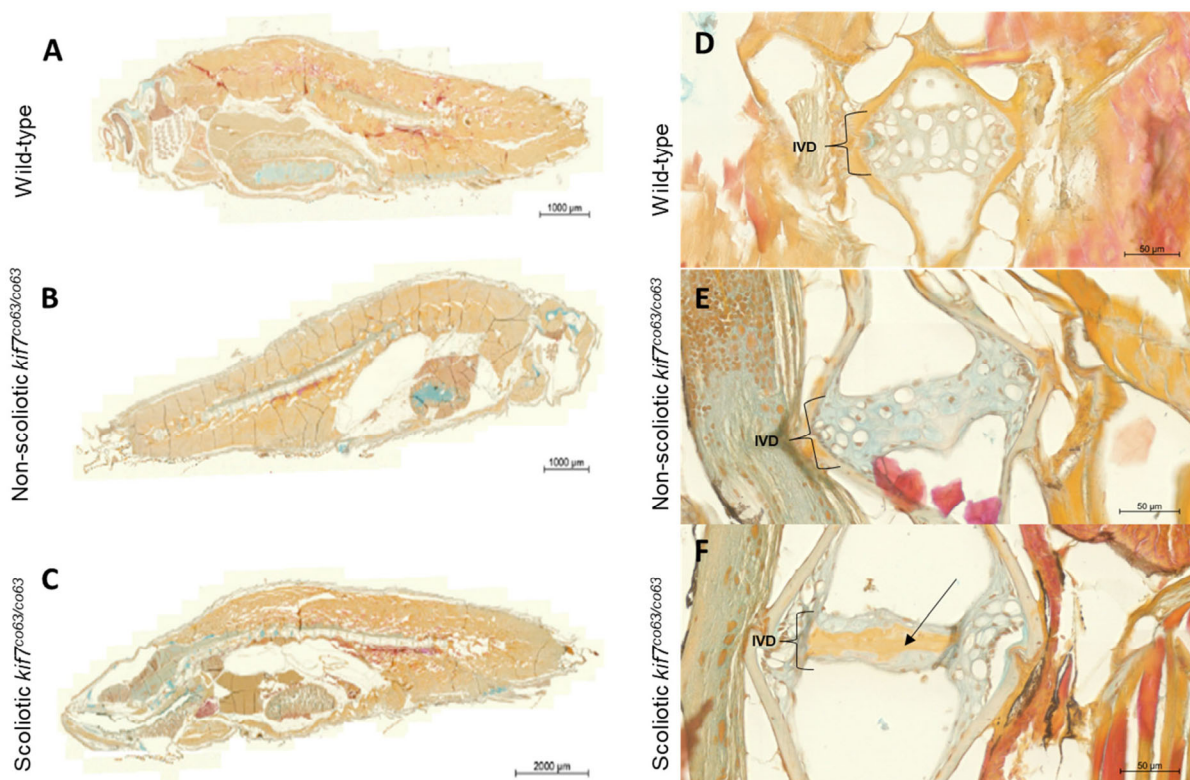 A
Wild-type
1000 µm
B
Non-scoliotic kif7co63/co63
1000 µm
C
Scoliotic kif7co63/co63
2000 µm
D
Wild-type
IVD
50 µm
E
Non-scoliotic kif7co63/co63
IVD
50 µm
F
Scoliotic kif7co63/co63
IVD
50 µm